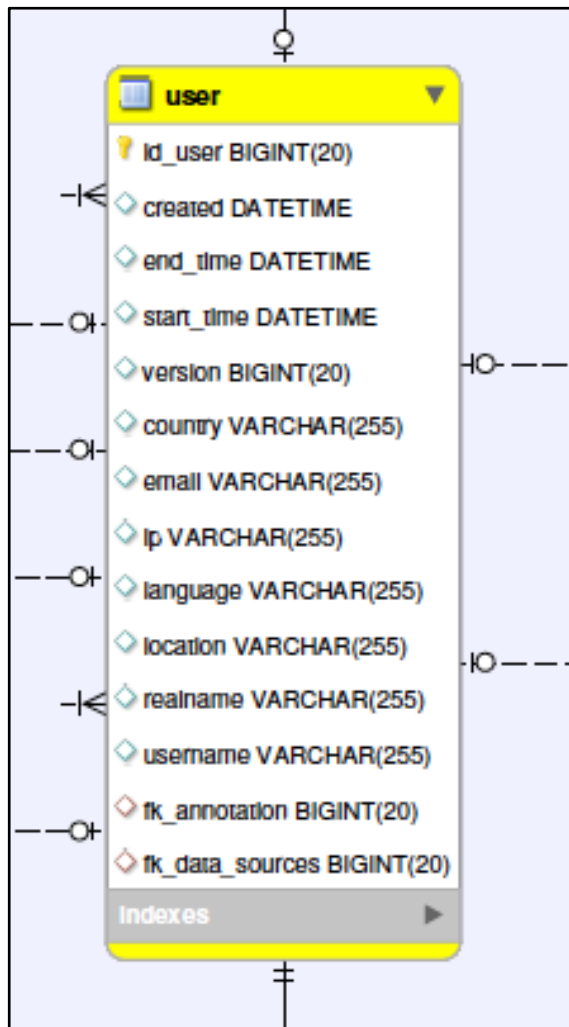 user
id_user BIGINT(20)
created DATETIME
end_time DATETIME
start_time DATETIME
version BIGINT(20)
country VARCHAR(255)
email VARCHAR(255)
ip VARCHAR(255)
language VARCHAR(255)
location VARCHAR(255)
realname VARCHAR(255)
username VARCHAR(255)
fk_annotation BIGINT(20)
fk_data_sources BIGINT(20)
Indexes